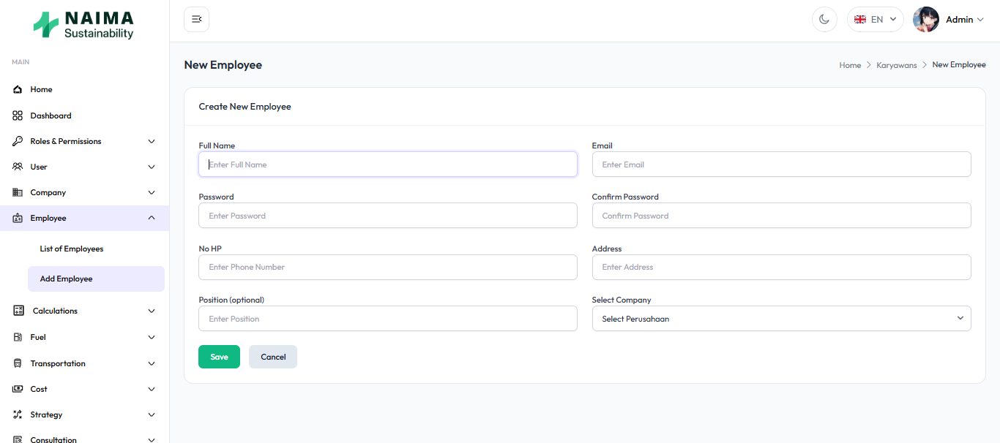 NAIMA
Sustainability
EN
Admin
MAIN
Home
Dashboard
Roles & Permissions
User
Company
Employee
List of Employees
Add Employee
Calculations
Fuel
Transportation
Cost
Strategy
Consultation
New Employee
Home > Karyawans > New Employee
Create New Employee
Full Name
Enter Full Name
Email
Enter Email
Password
Enter Password
Confirm Password
Confirm Password
No HP
Enter Phone Number
Address
Enter Address
Position (optional)
Enter Position
Select Company
Select Perusahaan
Save
Cancel